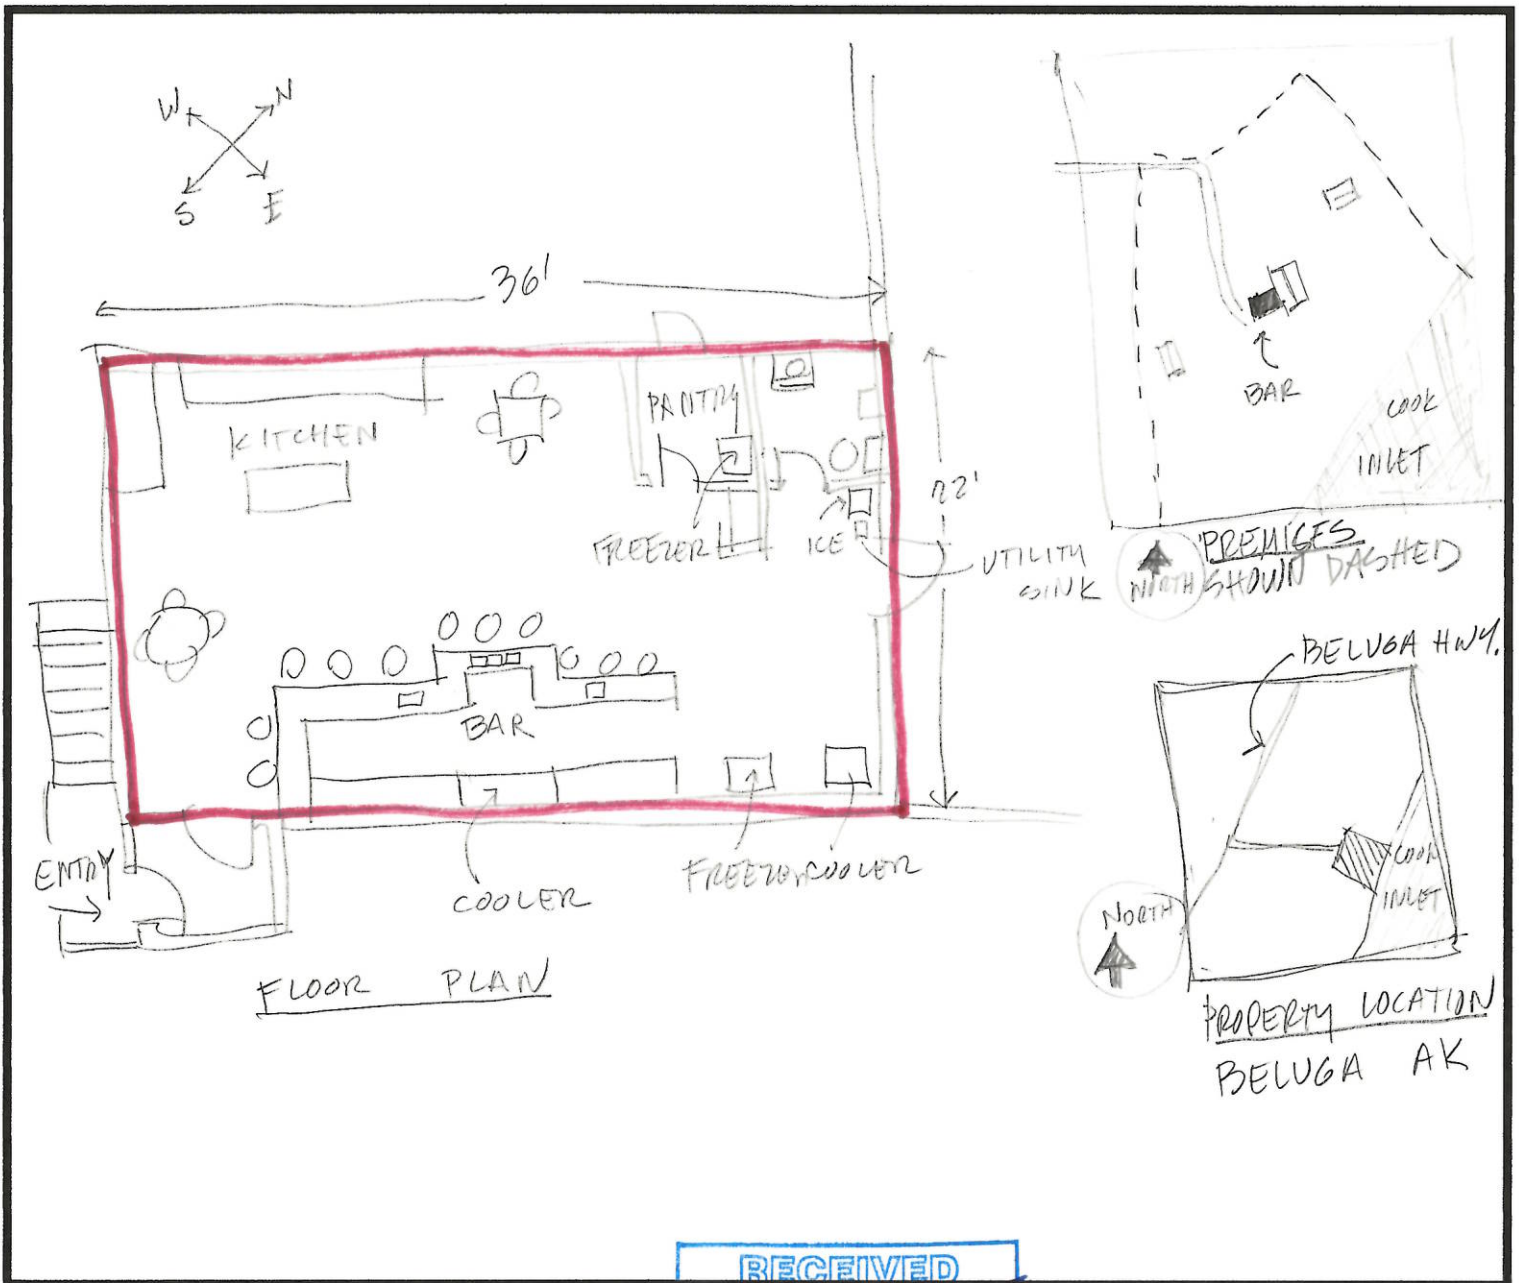 W
N
S
E
36'
KITCHEN
PANTRY
FREEZER
ICE
22'
UTILITY
SINK
BAR
ENTRY
COOLER
FREEZER
COOLER
FLOOR PLAN
BAR
COOK
INLET
PREMISES
NORTH
SHOWN DASHED
BELUGA HWY.
COOK
INLET
NORTH
PROPERTY LOCATION
BELUGA AK
RECEIVED